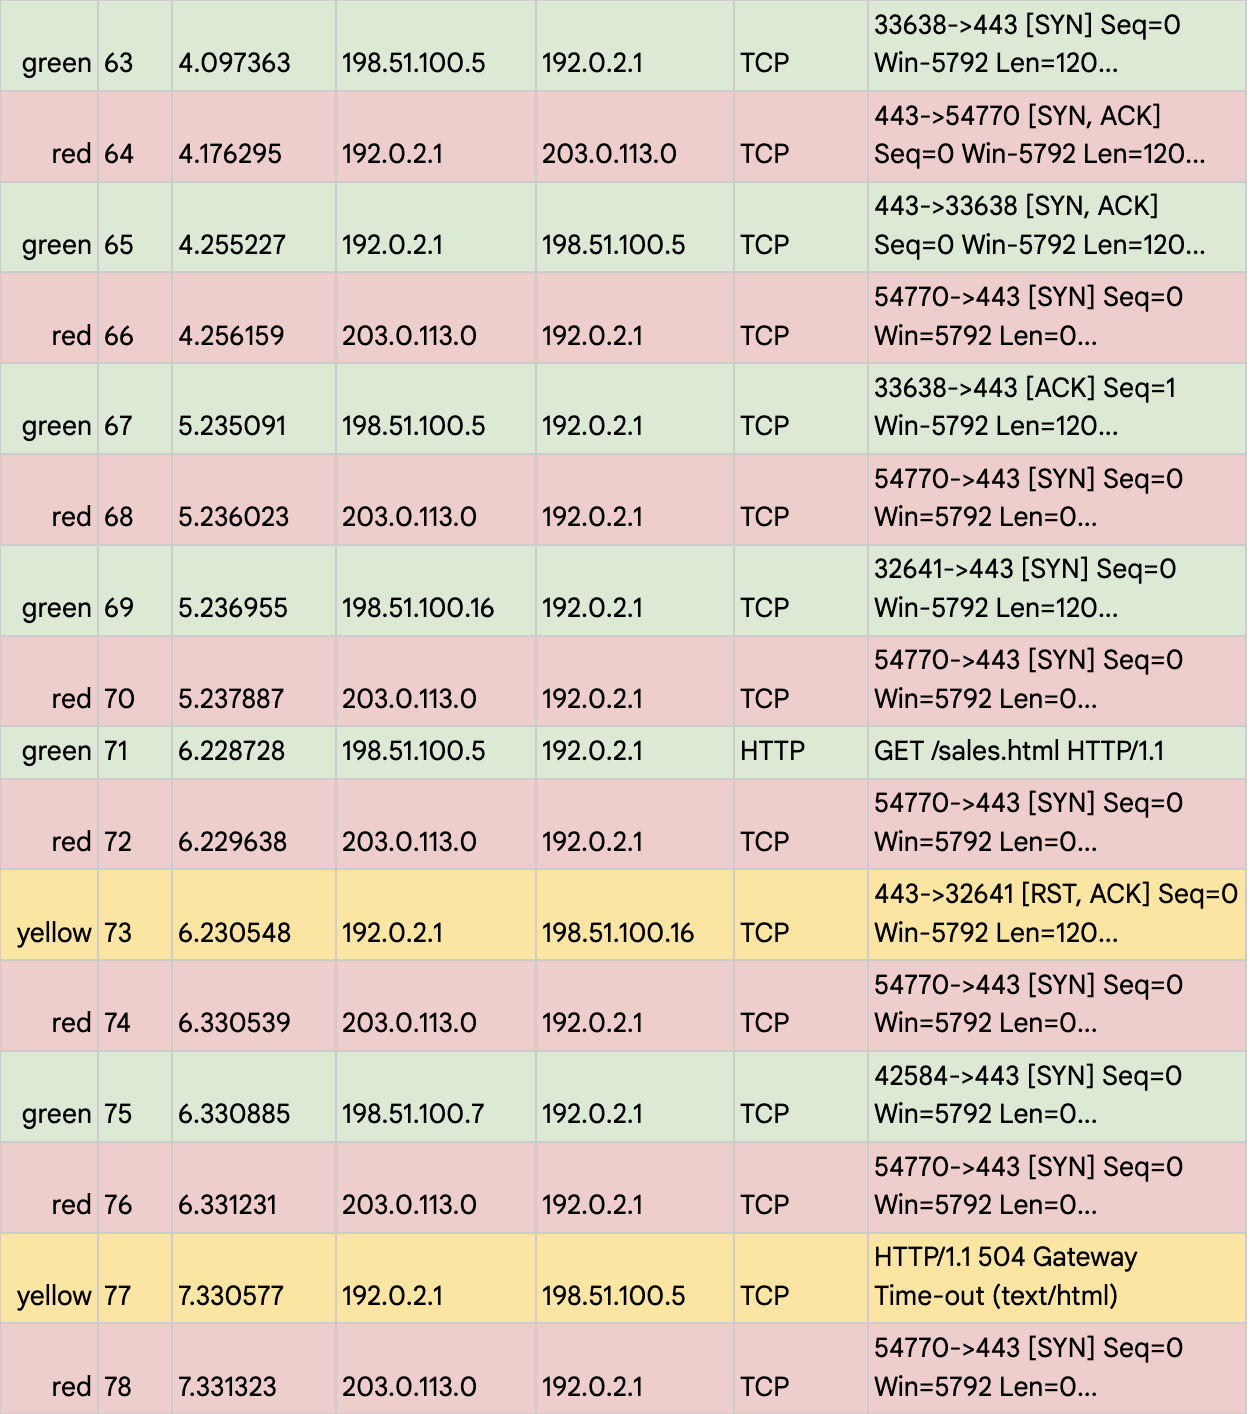 33638->443 [SYN] Seq=0
green 63 4.097363 198.51.100.5 192.0.2.1 TCP Win-5792 Len=120...
443->54770 [SYN, ACK]
red 64 4.176295 192.0.2.1 203.0.113.0 TCP Seq=0 Win-5792 Len=120...
443->33638 [SYN, ACK]
green 65 4.255227 192.0.2.1 198.51.100.5 TCP Seq=0 Win-5792 Len=120...
54770->443 [SYN] Seq=0
red 66 4.256159 203.0.113.0 192.0.2.1 TCP Win=5792 Len=0...
33638->443 [ACK] Seq=1
green 67 5.235091 198.51.100.5 192.0.2.1 TCP Win-5792 Len=120...
54770->443 [SYN] Seq=0
red 68 5.236023 203.0.113.0 192.0.2.1 TCP Win=5792 Len=0...
32641->443 [SYN] Seq=0
green 69 5.236955 198.51.100.16 192.0.2.1 TCP Win-5792 Len=120...
54770->443 [SYN] Seq=0
red 70 5.237887 203.0.113.0 192.0.2.1 TCP Win=5792 Len=0...
green 71 6.228728 198.51.100.5 192.0.2.1 HTTP GET /sales.html HTTP/1.1
54770->443 [SYN] Seq=0
red 72 6.229638 203.0.113.0 192.0.2.1 TCP Win=5792 Len=0...
443->32641 [RST, ACK] Seq=0
yellow 73 6.230548 192.0.2.1 198.51.100.16 TCP Win-5792 Len=120...
54770->443 [SYN] Seq=0
red 74 6.330539 203.0.113.0 192.0.2.1 TCP Win=5792 Len=0...
42584->443 [SYN] Seq=0
green 75 6.330885 198.51.100.7 192.0.2.1 TCP Win=5792 Len=0...
54770->443 [SYN] Seq=0
red 76 6.331231 203.0.113.0 192.0.2.1 TCP Win=5792 Len=0...
HTTP/1.1 504 Gateway
yellow 77 7.330577 192.0.2.1 198.51.100.5 TCP Time-out (text/html)
54770->443 [SYN] Seq=0
red 78 7.331323 203.0.113.0 192.0.2.1 TCP Win=5792 Len=0...